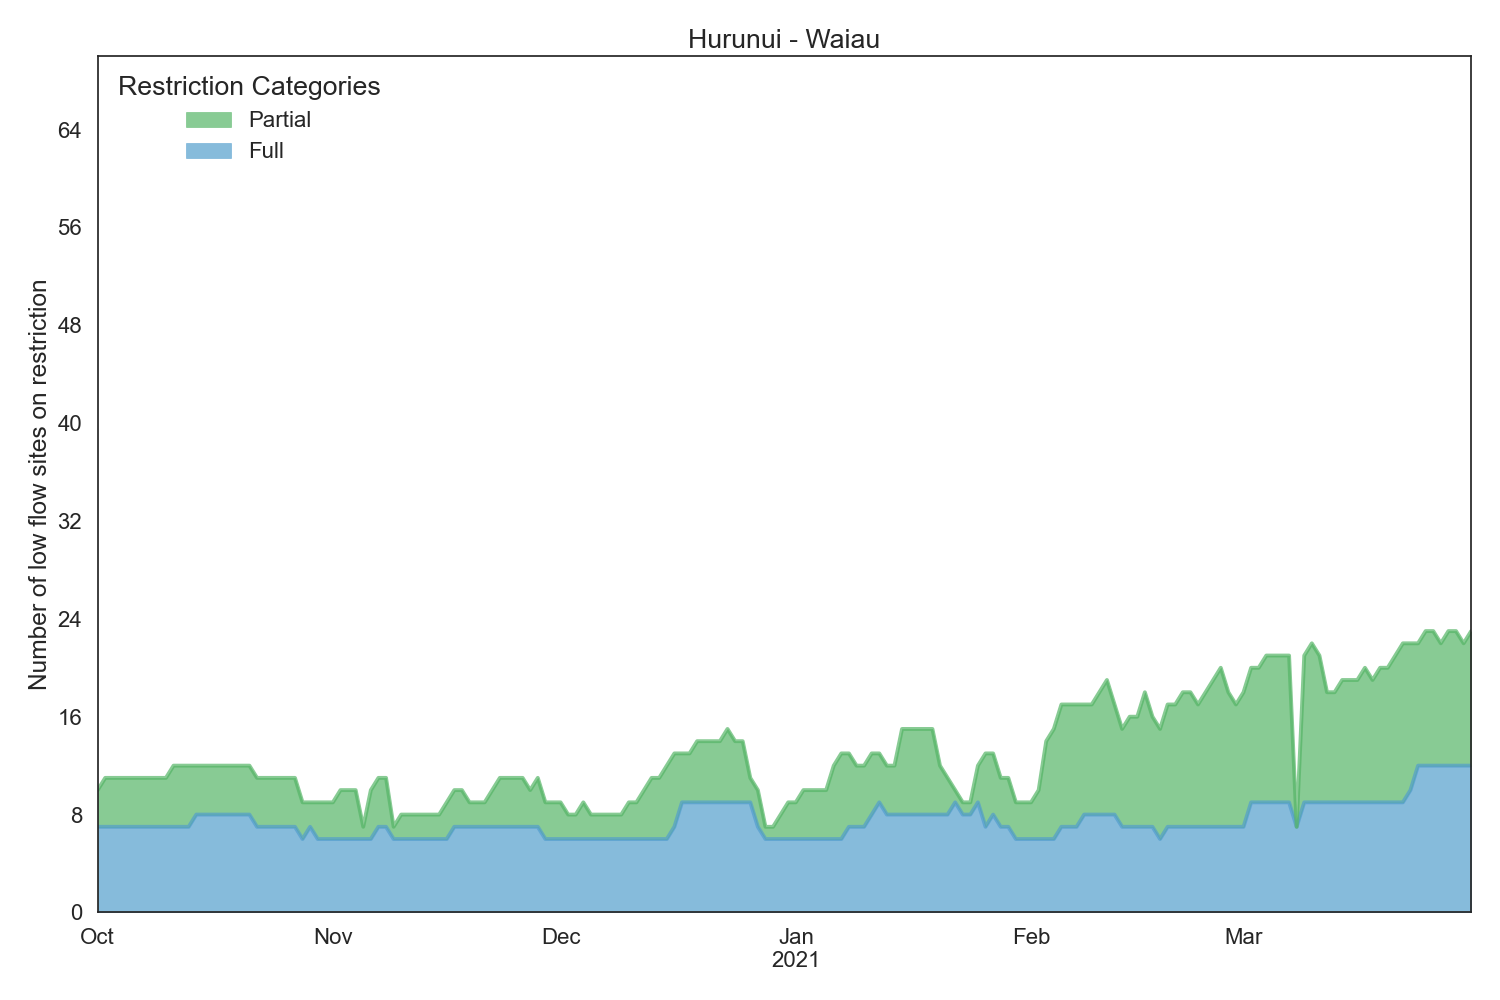 Hurunui - Waiau
Restriction Categories
Partial
Full
Number of low flow sites on restriction
64
56
48
40
32
24
16
8
0
Oct
Nov
Dec
Jan
2021
Feb
Mar